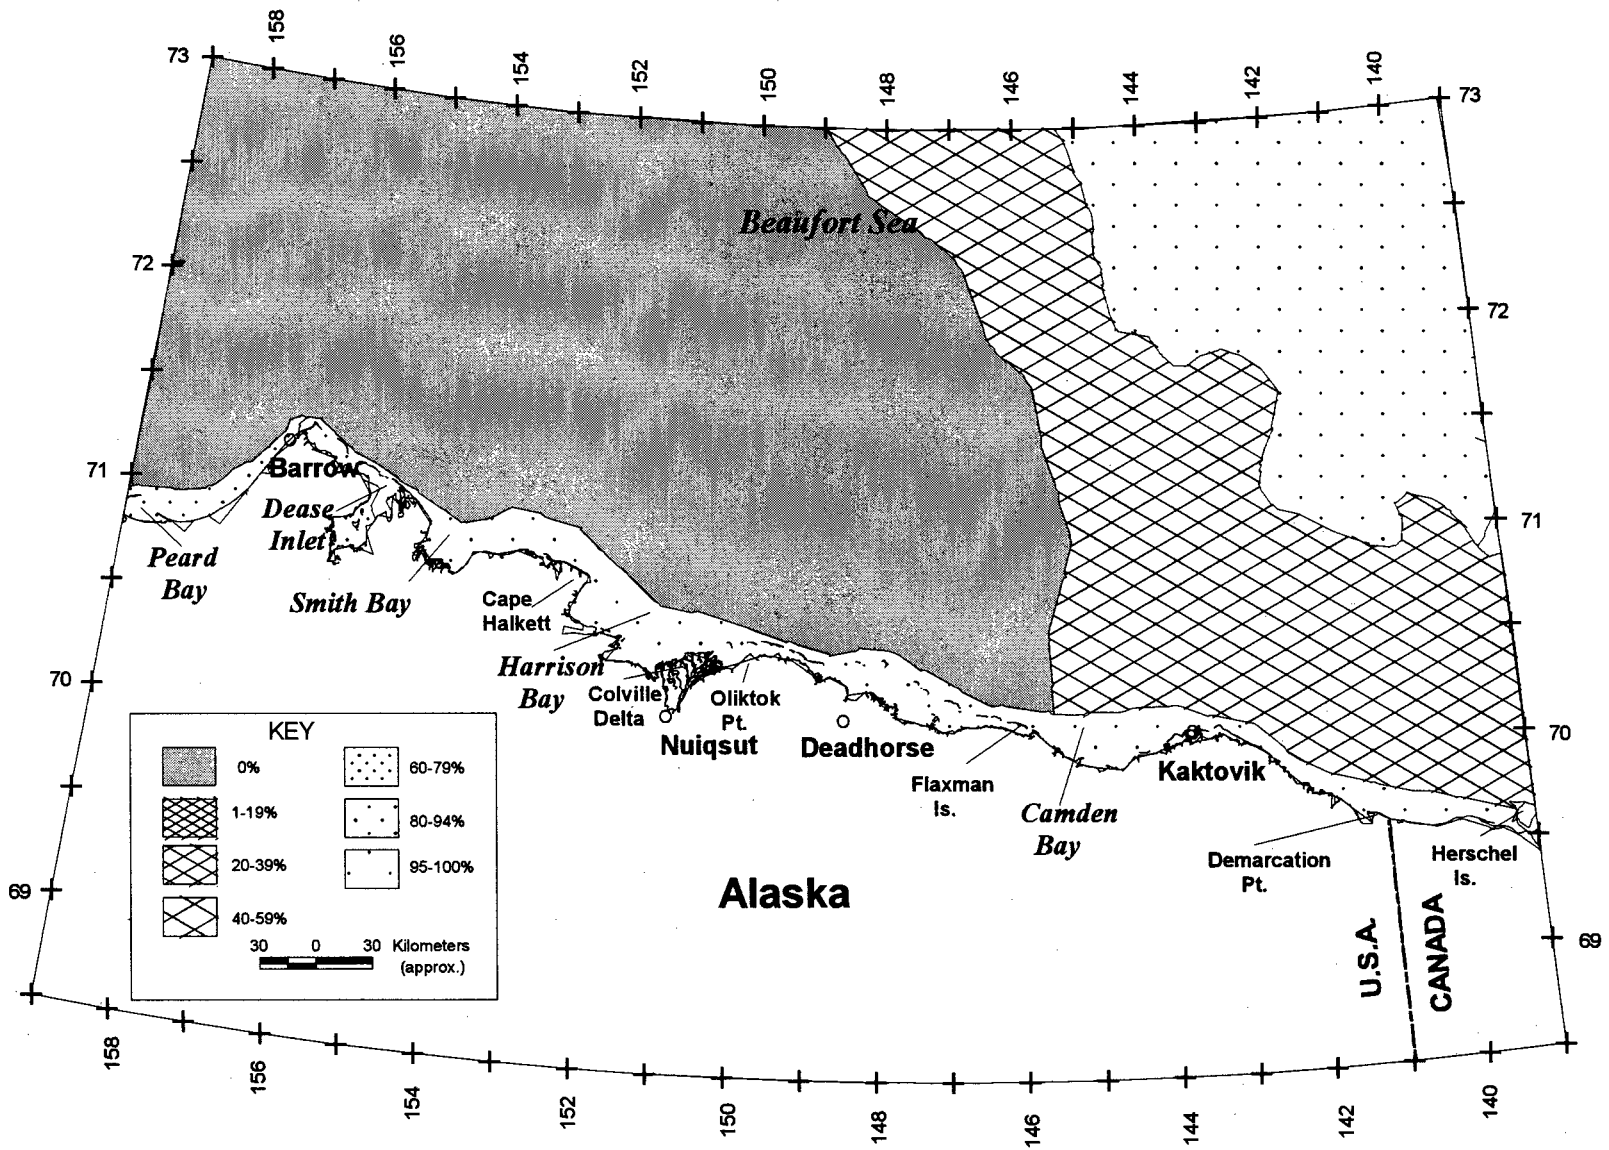 158
156
154
152
150
148
146
144
142
140
73
73
72
72
71
71
70
70
69
69
Beaufort Sea
Barrow
Dease
Inlet
Peard
Bay
Smith Bay
Cape
Halkett
Harrison
Bay
Colville
Delta
Oliktok
Pt.
Nuiqsut
Deadhorse
Flaxman
Is.
Kaktovik
Camden
Bay
Demarcation
Pt.
Herschel
Is.
Alaska
U.S.A.
CANADA
KEY
0%
60-79%
1-19%
80-94%
20-39%
95-100%
40-59%
30 0 30 Kilometers
(approx.)
158
156
154
152
150
148
146
144
142
140